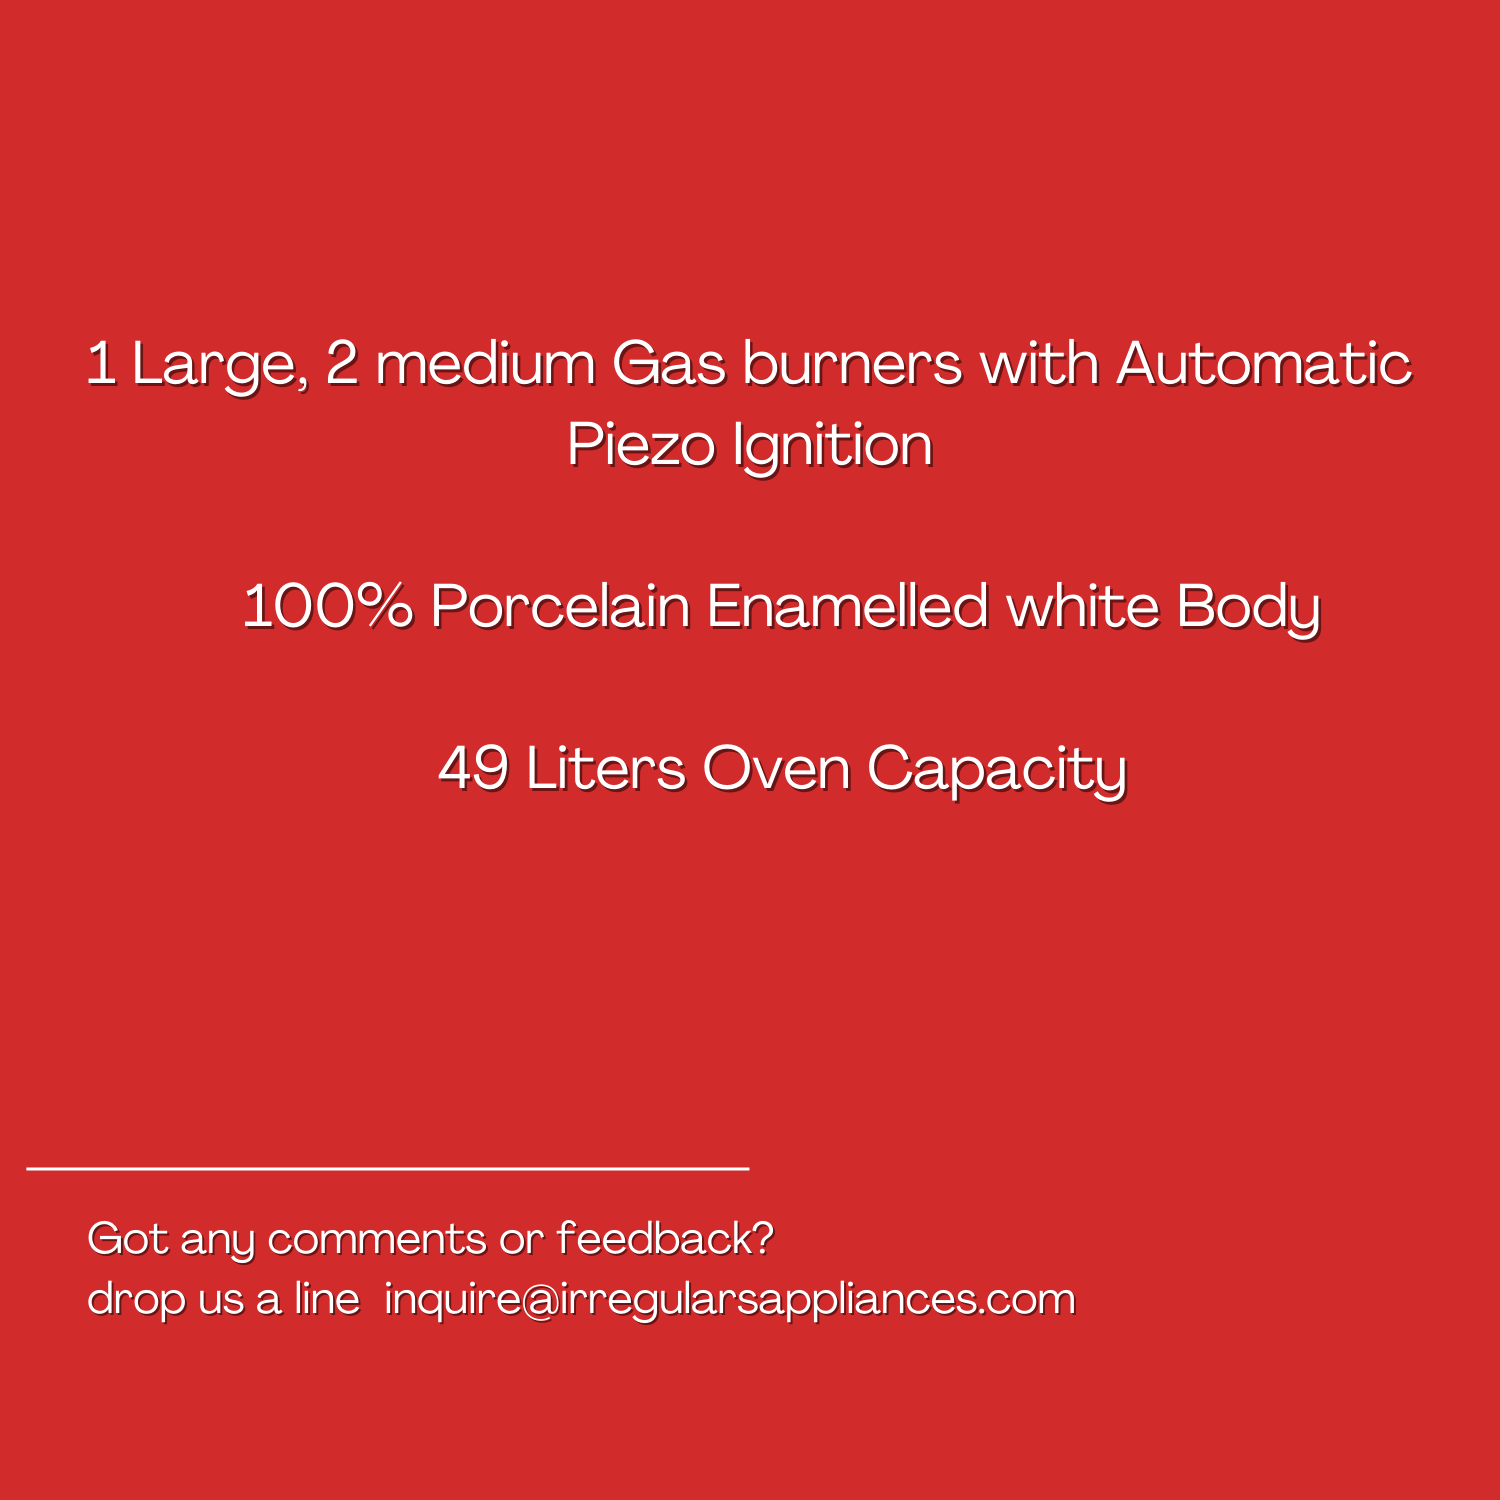 1 Large, 2 medium Gas burners with Automatic
Piezo Ignition
100% Porcelain Enamelled white Body
49 Liters Oven Capacity
Got any comments or feedback?
drop us a line  inquire@irregularsappliances.com